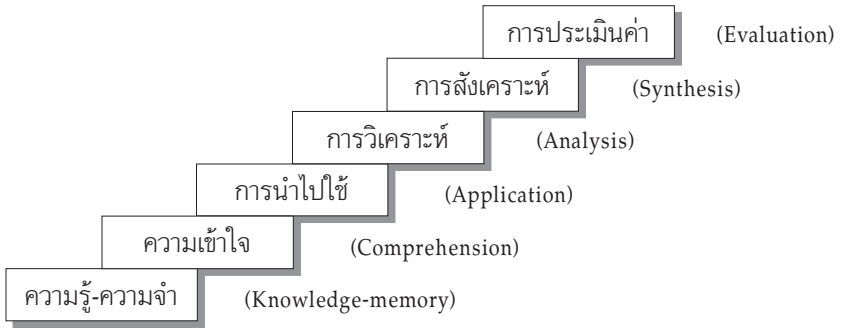 การประเมินค่า (Evaluation)
การสังเคราะห์ (Synthesis)
การวิเคราะห์ (Analysis)
การนำไปใช้ (Application)
ความเข้าใจ (Comprehension)
ความรู้-ความจำ (Knowledge-memory)